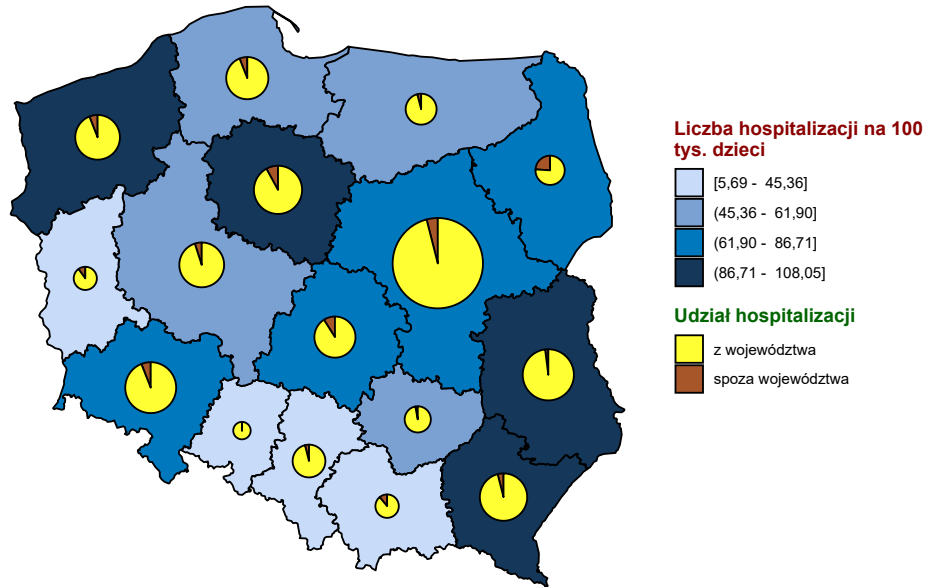 Liczba hospitalizacji na 100
tys. dzieci
[5,69 - 45,36]
(45,36 - 61,90]
(61,90 - 86,71]
(86,71 - 108,05]
Udział hospitalizacji
z województwa
spoza województwa